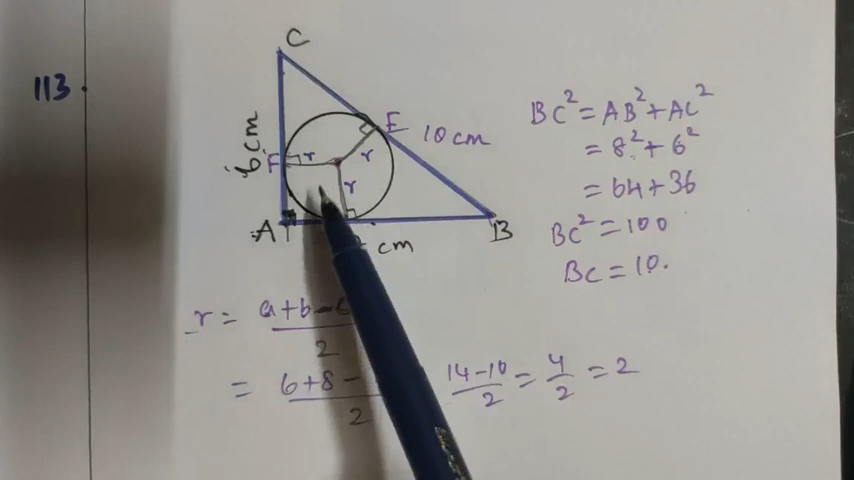 113
C
6cm
F
r
r
r
E
10 cm
A
B
cm
BC² = AB² + AC²
= 8² + 6²
= 64 + 36
BC² = 100
BC = 10.
r = a+b-
2
= 6+8 -
2
14-10
2
= 4
2
= 2